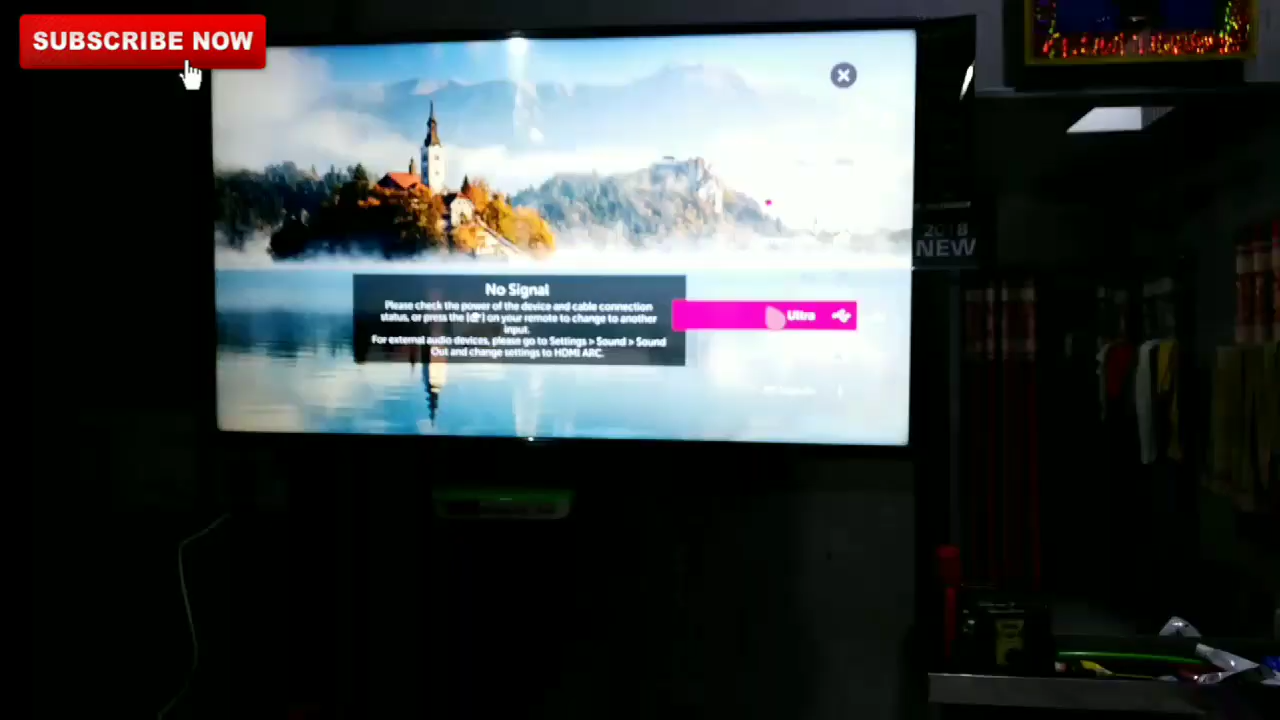 SUBSCRIBE NOW
2018
NEW
No Signal
Please check the power of the device and cable connection
status, or press the [ ] on your remote to change to another
input.
For external audio devices, please go to Settings > Sound > Sound
Out and change settings to HDMI ARC.
Ultra